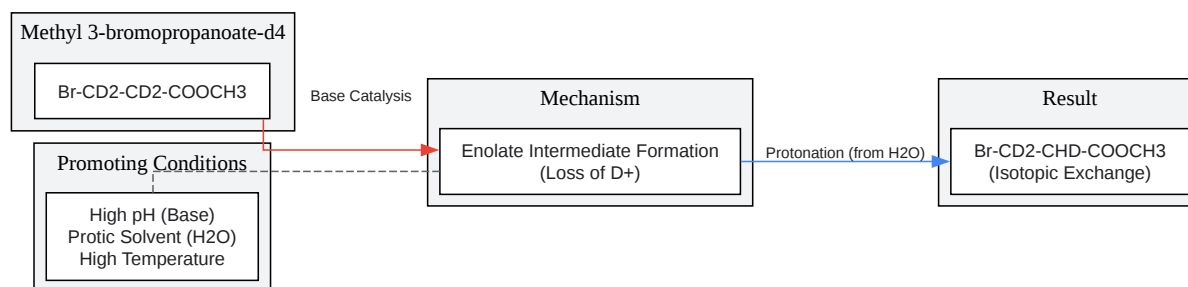 Methyl 3-bromopropanoate-d4
Br-CD2-CD2-COOCH3
Promoting Conditions
High pH (Base)
Protic Solvent (H2O)
High Temperature
Base Catalysis
Mechanism
Enolate Intermediate Formation
(Loss of D+)
Protonation (from H2O)
Result
Br-CD2-CHD-COOCH3
(Isotopic Exchange)